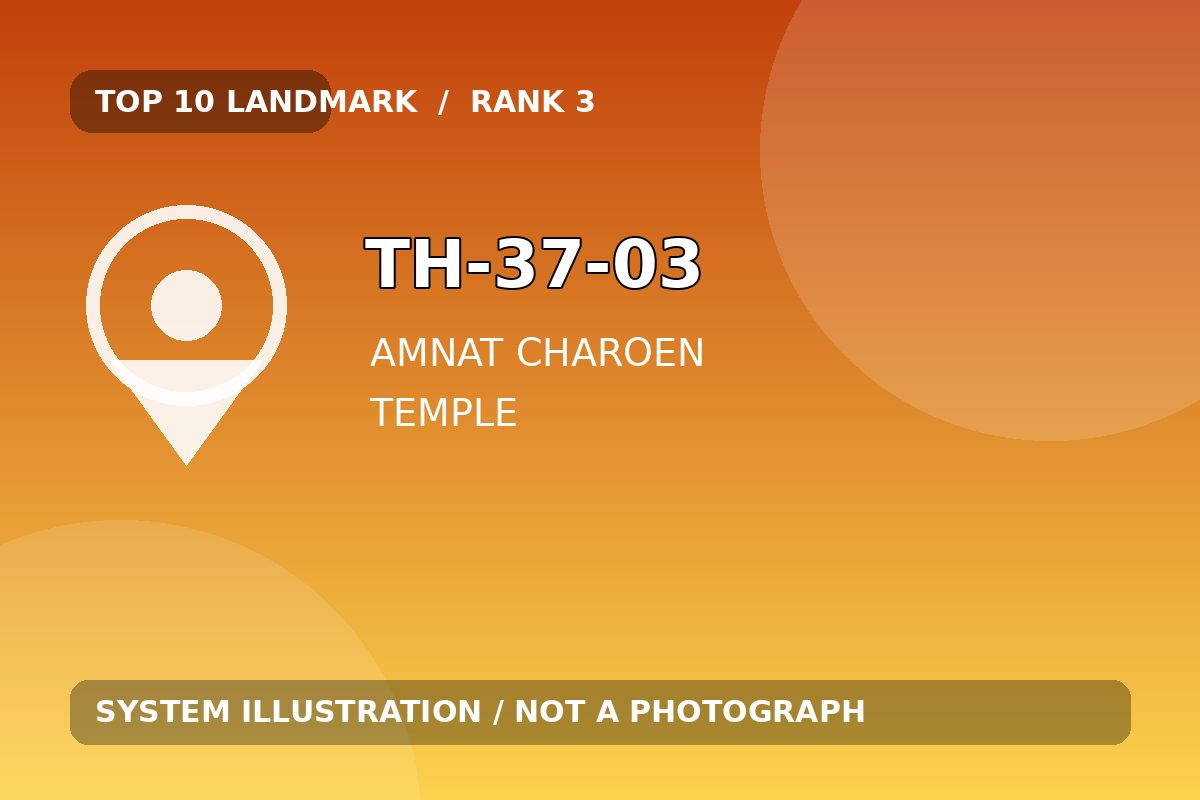 TOP 10 LANDMARK / RANK 3
TH-37-03
AMNAT CHAROEN
TEMPLE
SYSTEM ILLUSTRATION / NOT A PHOTOGRAPH